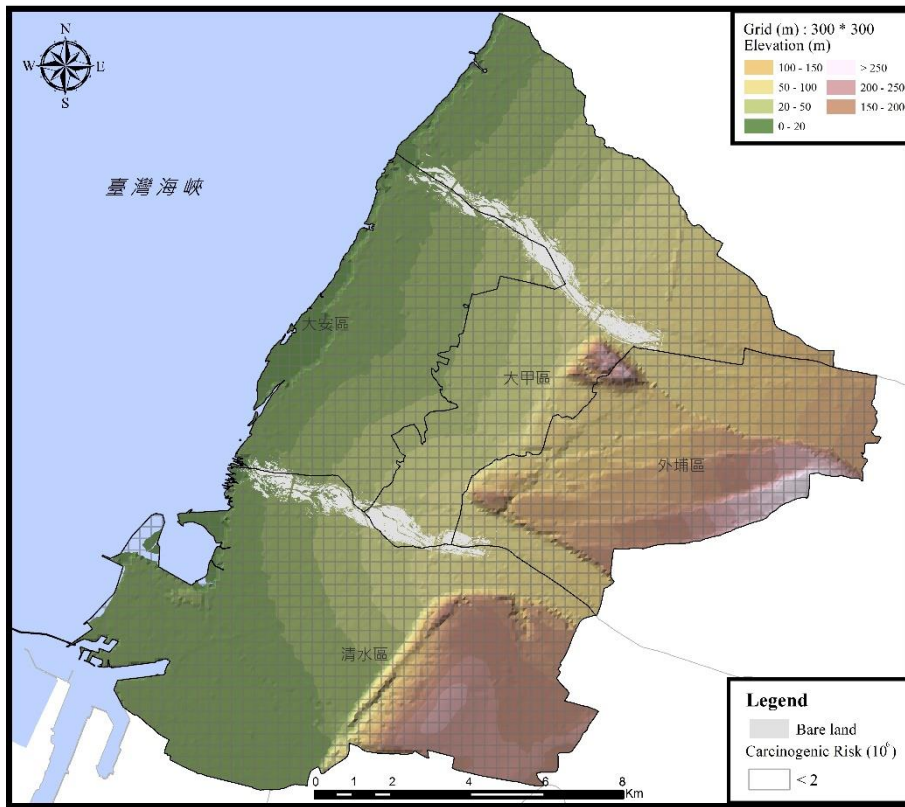 N
W
E
S
Grid (m) : 300 * 300
Elevation (m)
100 - 150
> 250
50 - 100
200 - 250
20 - 50
150 - 200
0 - 20
臺灣海峽
大安區
大甲區
外埔區
清水區
Legend
Bare land
Carcinogenic Risk (10⁶)
< 2
0 1 2 4 6 8
Km